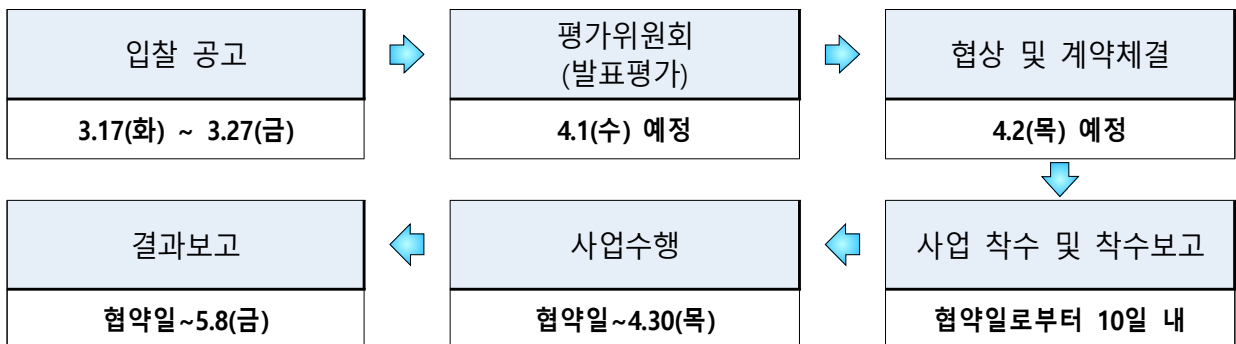 입찰 공고
3.17(화) ~ 3.27(금)
평가위원회
(발표평가)
4.1(수) 예정
협상 및 계약체결
4.2(목) 예정
사업 착수 및 착수보고
협약일로부터 10일 내
사업수행
협약일~4.30(목)
결과보고
협약일~5.8(금)